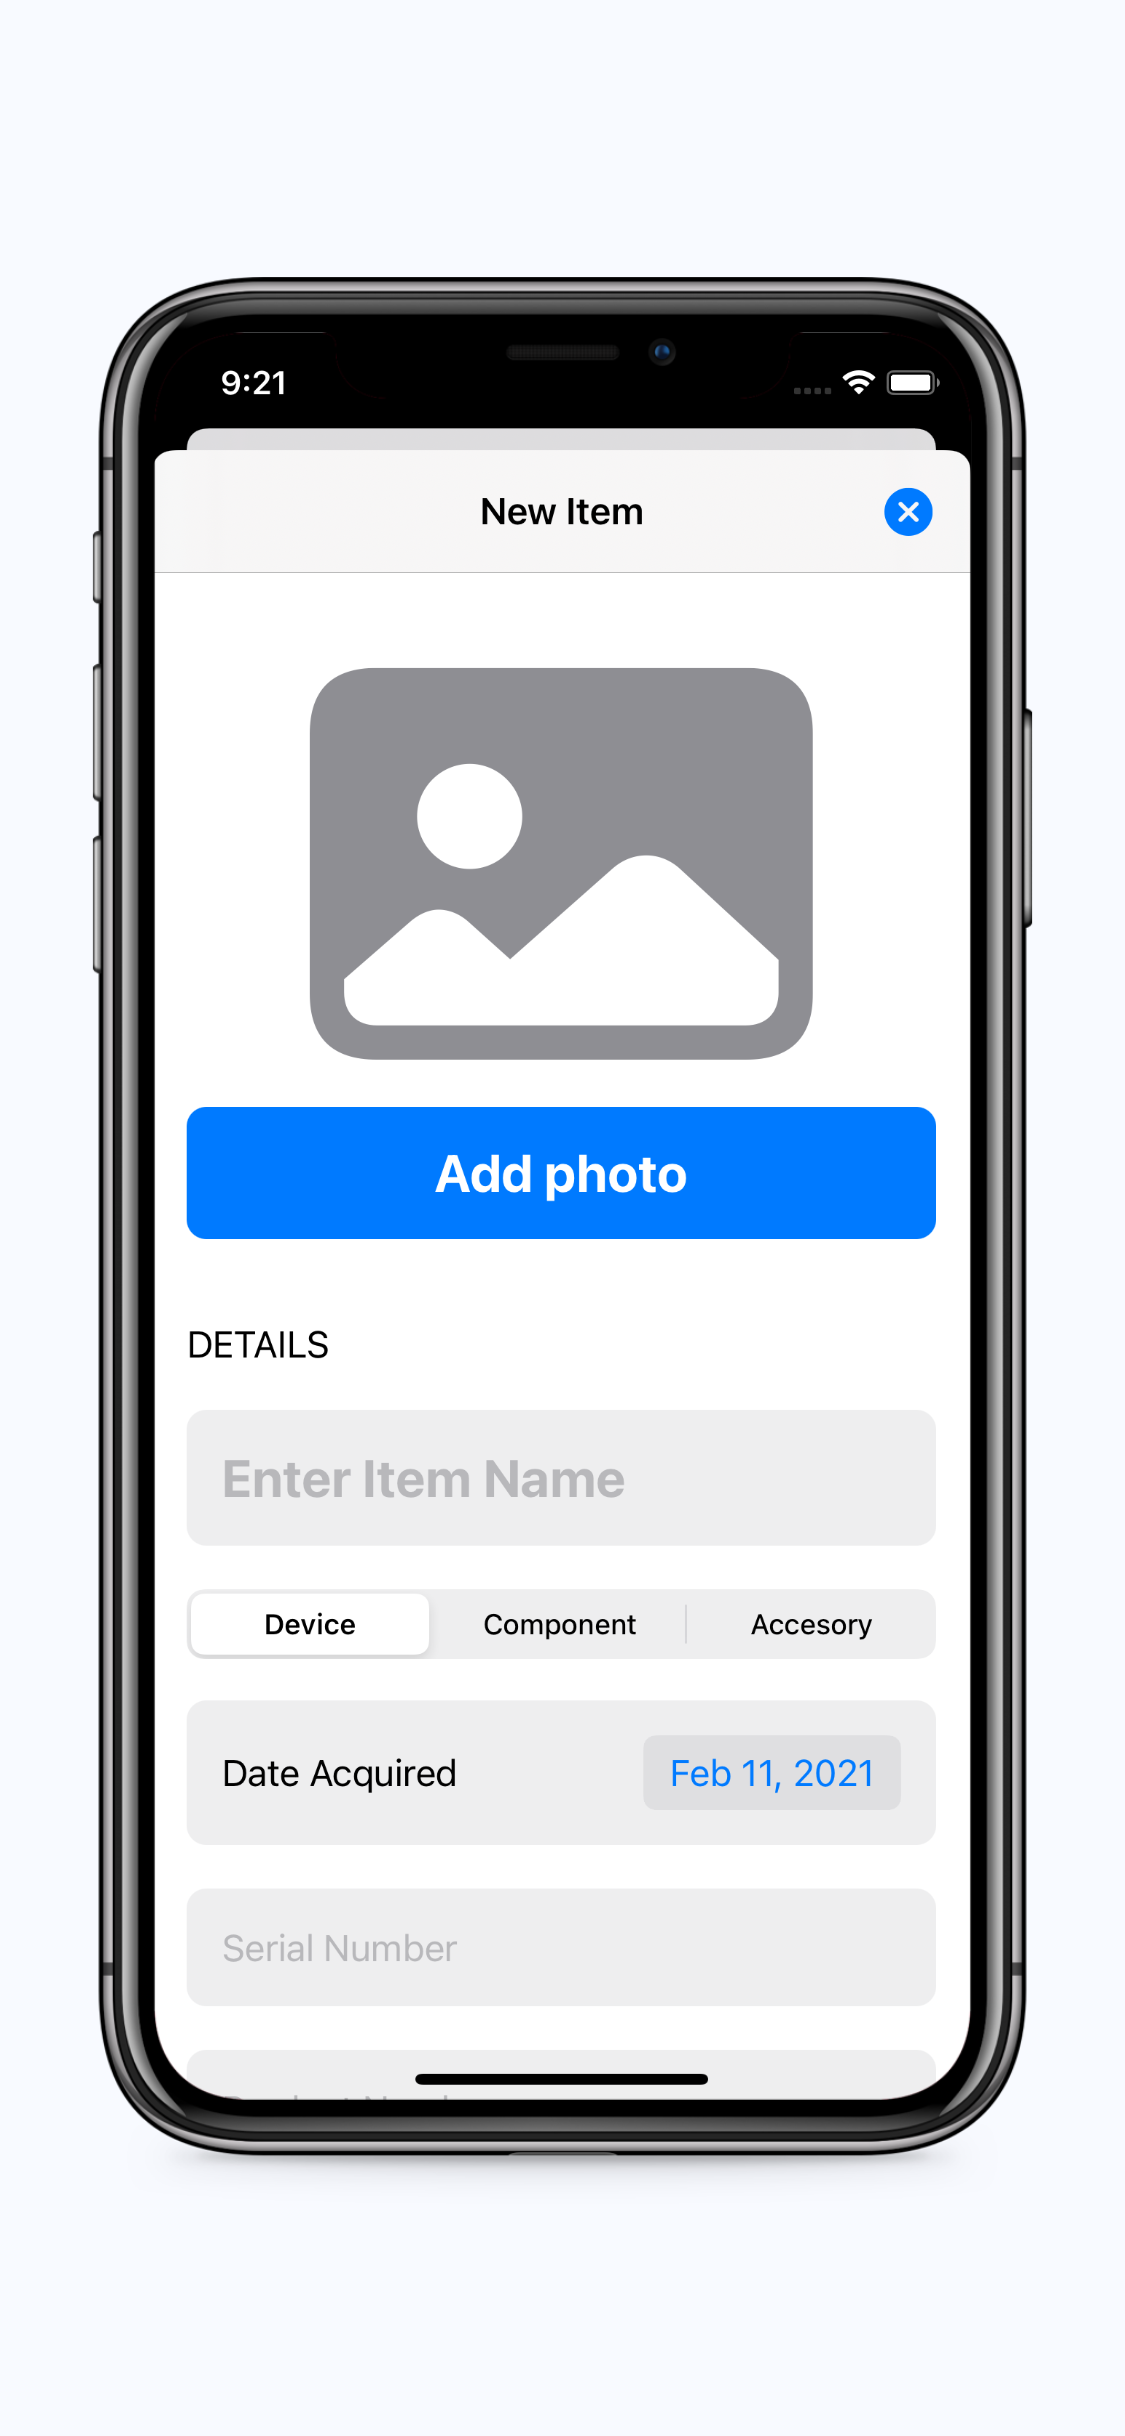 9:21
New Item
Add photo
DETAILS
Enter Item Name
Device
Component
Accesory
Date Acquired
Feb 11, 2021
Serial Number